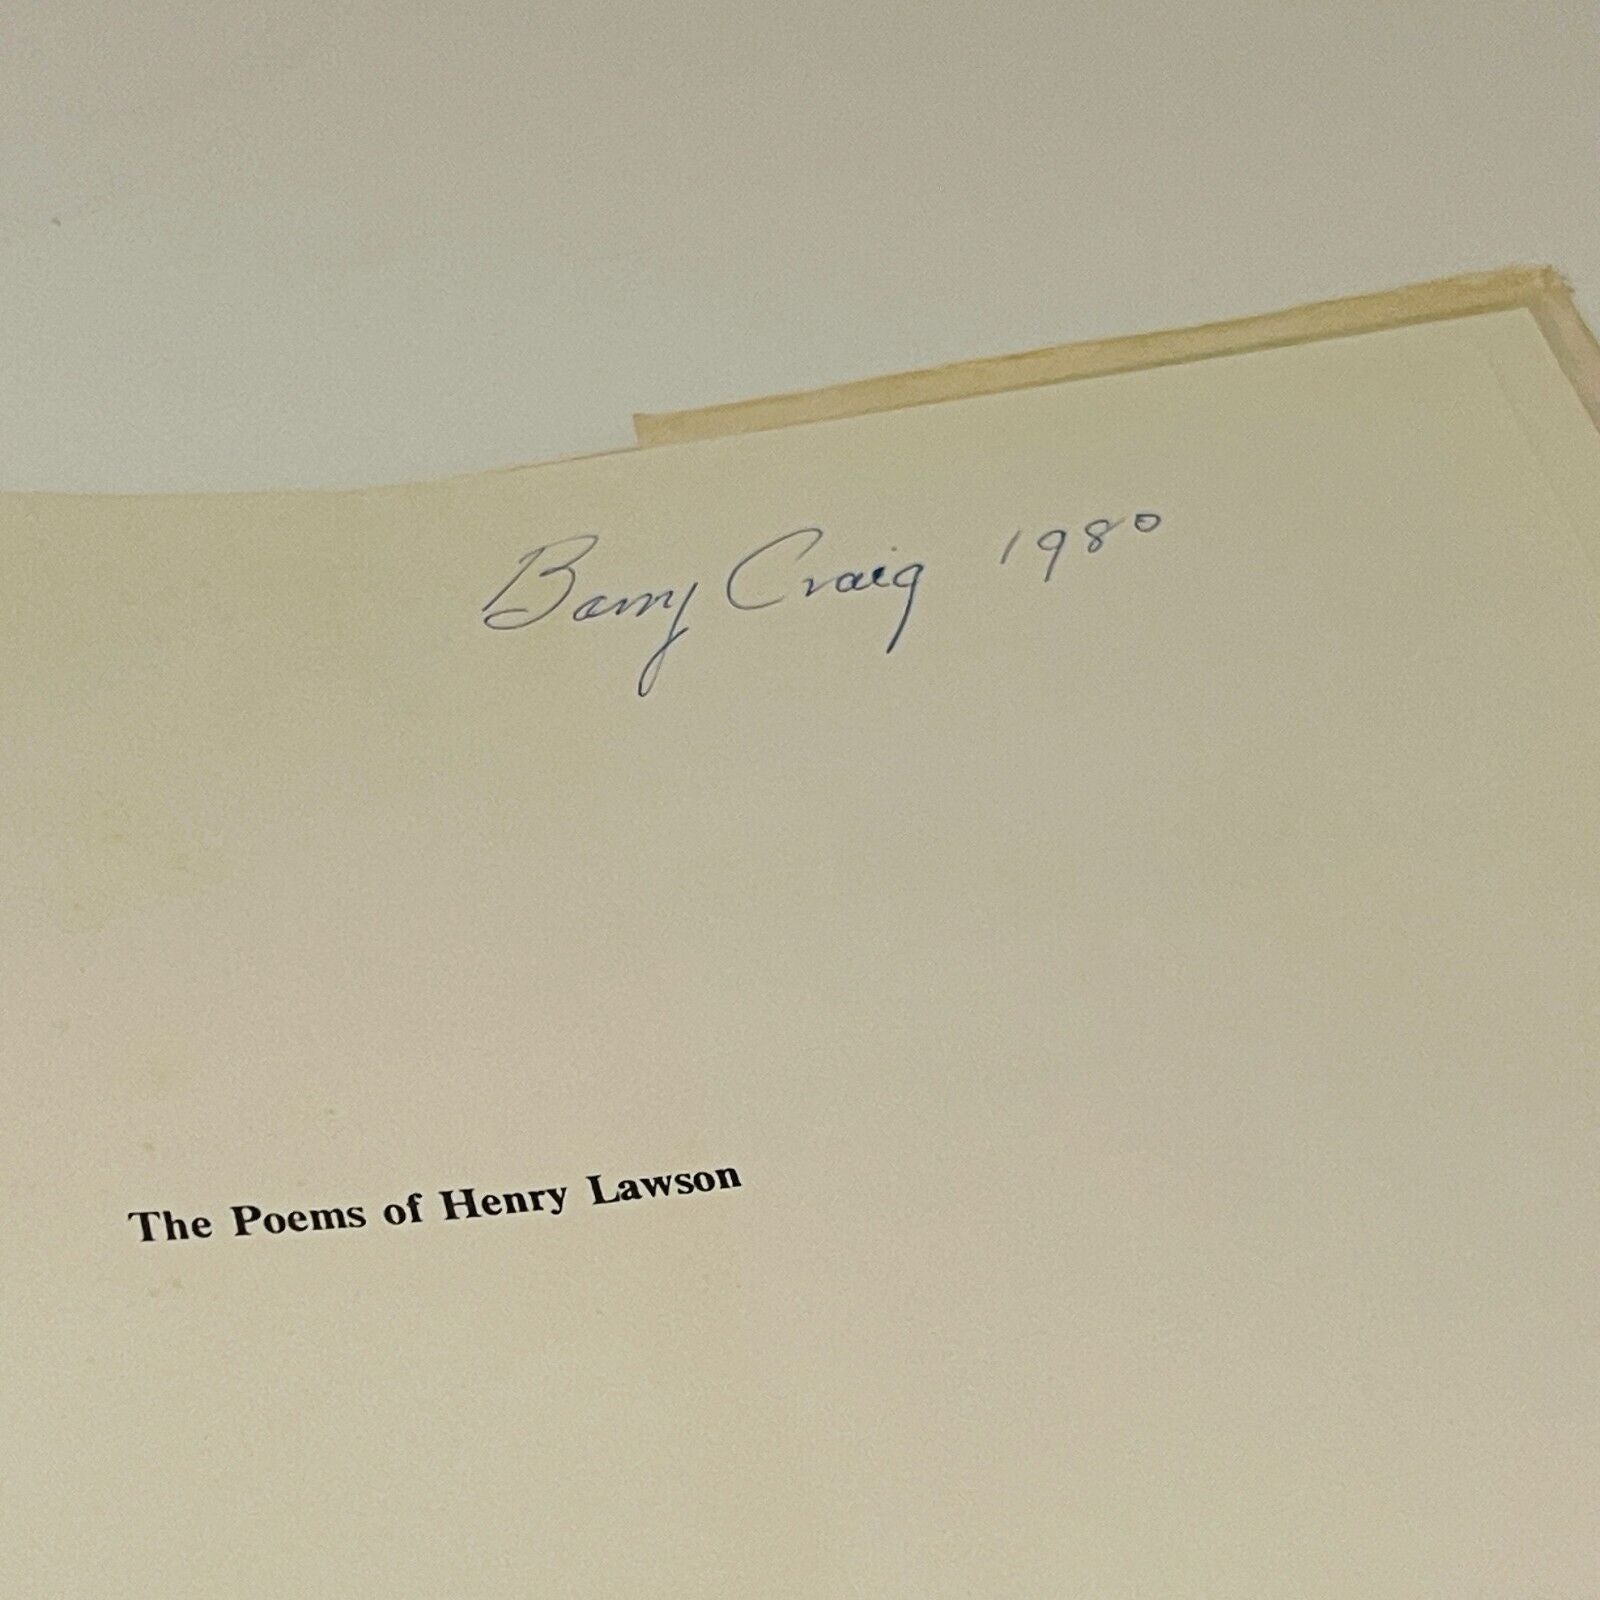 Barry Craig 1980
The Poems of Henry Lawson